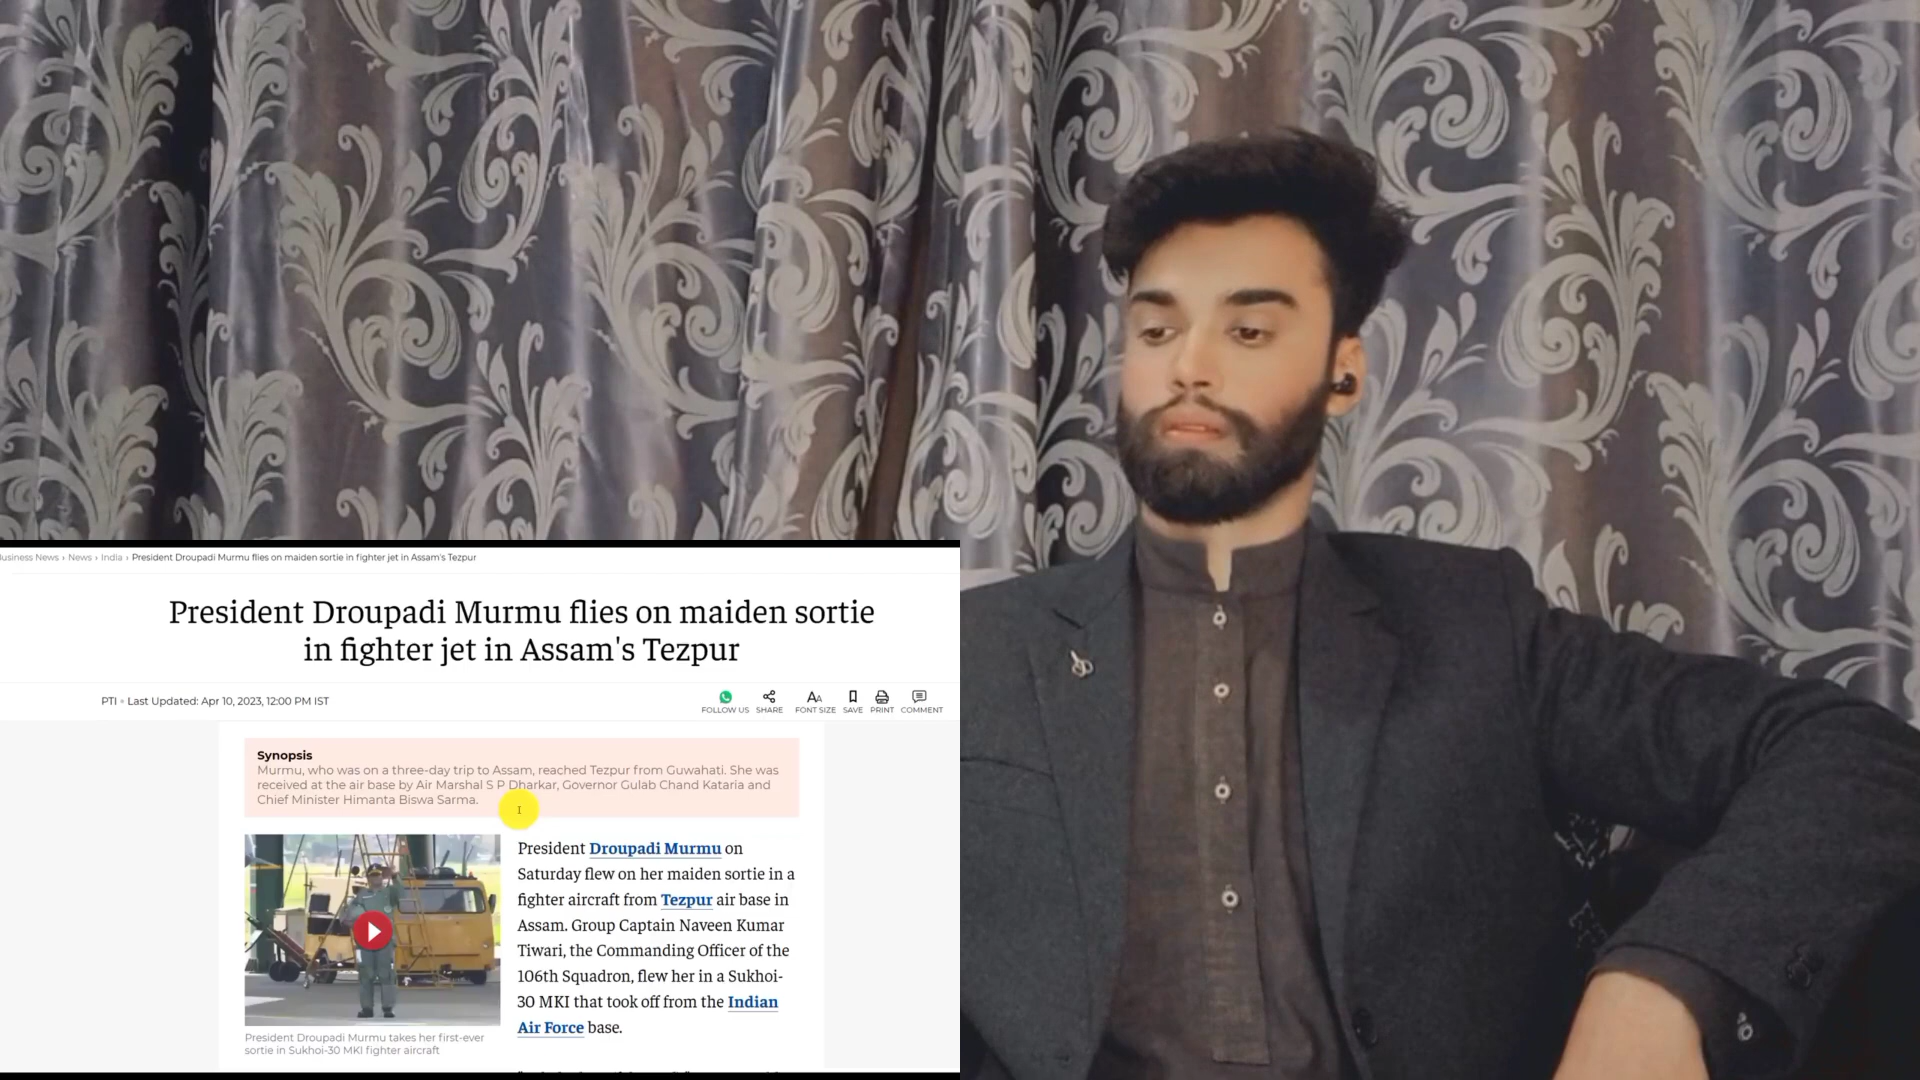 usiness News › News › India › President Droupadi Murmu flies on maiden sortie in fighter jet in Assam's Tezpur
President Droupadi Murmu flies on maiden sortie
in fighter jet in Assam's Tezpur
PTI • Last Updated: Apr 10, 2023, 12:00 PM IST
FOLLOW US SHARE FONT SIZE SAVE PRINT COMMENT
Synopsis
Murmu, who was on a three-day trip to Assam, reached Tezpur from Guwahati. She was
received at the air base by Air Marshal S P Dharkar, Governor Gulab Chand Kataria and
Chief Minister Himanta Biswa Sarma.
President Droupadi Murmu takes her first-ever
sortie in Sukhoi-30 MKI fighter aircraft
President Droupadi Murmu on
Saturday flew on her maiden sortie in a
fighter aircraft from Tezpur air base in
Assam. Group Captain Naveen Kumar
Tiwari, the Commanding Officer of the
106th Squadron, flew her in a Sukhoi-
30 MKI that took off from the Indian
Air Force base.